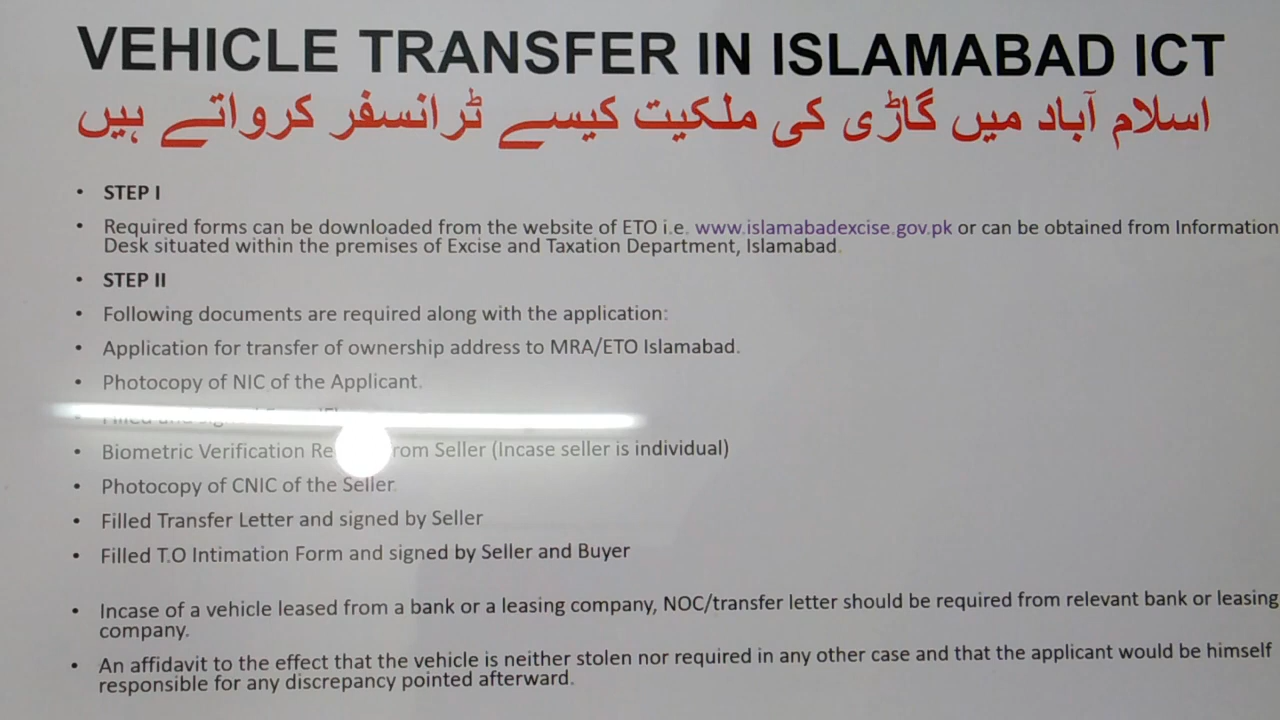 VEHICLE TRANSFER IN ISLAMABAD ICT
اسلام آباد میں گاڑی کی ملکیت کیسے ٹرانسفر کرواتے ہیں
• STEP I
• Required forms can be downloaded from the website of ETO i.e. www.islamabadexcise.gov.pk or can be obtained from Information
Desk situated within the premises of Excise and Taxation Department, Islamabad.
• STEP II
• Following documents are required along with the application:
• Application for transfer of ownership address to MRA/ETO Islamabad.
• Photocopy of NIC of the Applicant.
• Filled and
• Biometric Verification from Seller (Incase seller is individual)
• Photocopy of CNIC of the Seller.
• Filled Transfer Letter and signed by Seller
• Filled T.O Intimation Form and signed by Seller and Buyer
• Incase of a vehicle leased from a bank or a leasing company, NOC/transfer letter should be required from relevant bank or leasing
company.
• An affidavit to the effect that the vehicle is neither stolen nor required in any other case and that the applicant would be himself
responsible for any discrepancy pointed afterward.